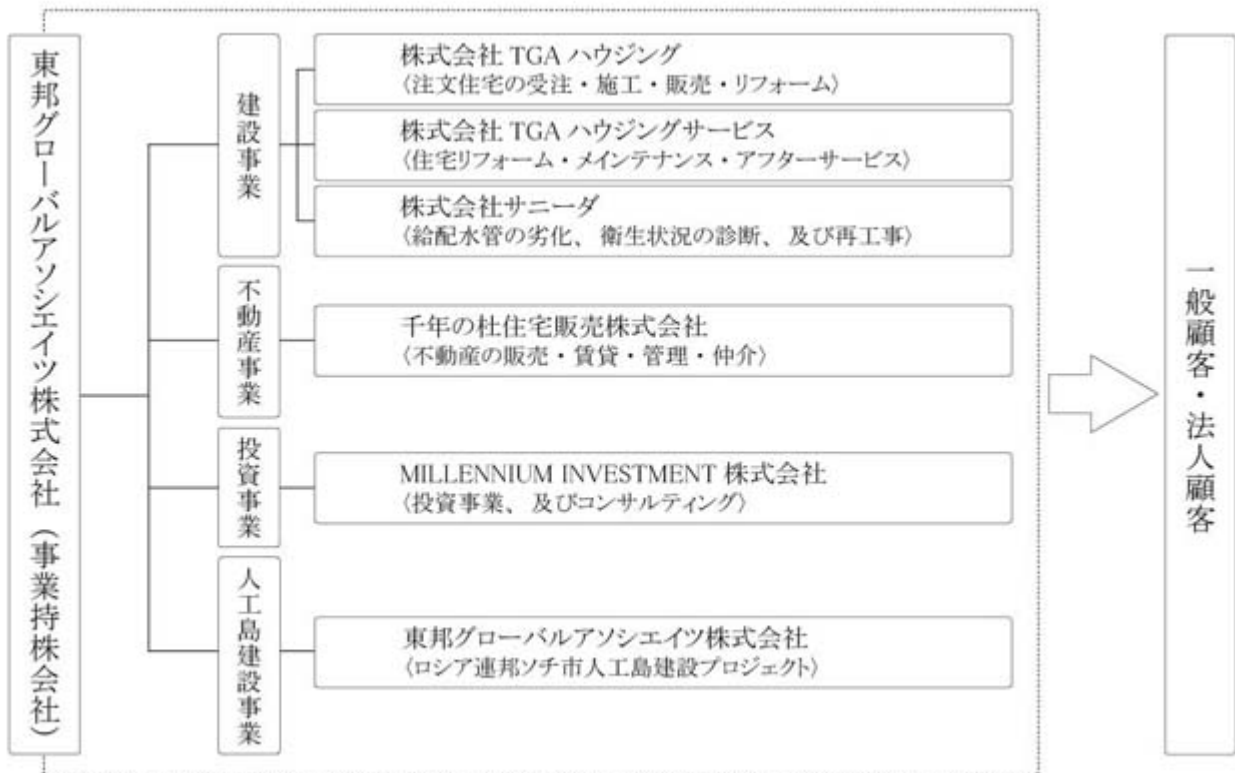 東邦グローバルアソシエイツ株式会社（事業持株会社）
建設事業
株式会社 TGA ハウジング
〈注文住宅の受注・施工・販売・リフォーム〉
株式会社 TGA ハウジングサービス
〈住宅リフォーム・メインテナンス・アフターサービス〉
株式会社サニーダ
〈給配水管の劣化、衛生状況の診断、及び再工事〉
不動産事業
千年の杜住宅販売株式会社
〈不動産の販売・賃貸・管理・仲介〉
投資事業
MILLENNIUM INVESTMENT 株式会社
〈投資事業、及びコンサルティング〉
人工島建設事業
東邦グローバルアソシエイツ株式会社
〈ロシア連邦ソチ市人工島建設プロジェクト〉
一般顧客・法人顧客